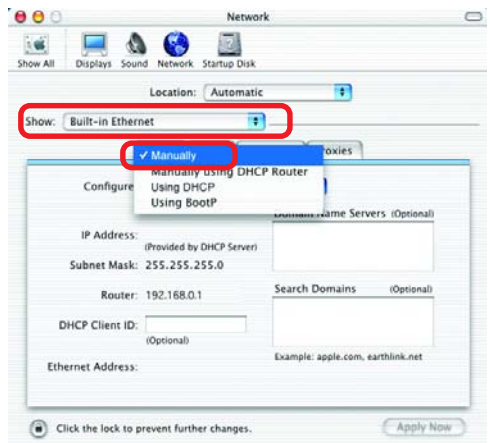 Network
Show All Displays Sound Network Startup Disk
Location: Automatic
Show: Built-in Ethernet
✓ Manually
Manually using DHCP Router
Using DHCP
Using BootP
Configure
Domain Name Servers (Optional)
IP Address:
(Provided by DHCP Server)
Subnet Mask: 255.255.255.0
Router: 192.168.0.1
Search Domains (Optional)
DHCP Client ID:
(Optional)
Example: apple.com, earthlink.net
Ethernet Address:
Click the lock to prevent further changes.
Apply Now